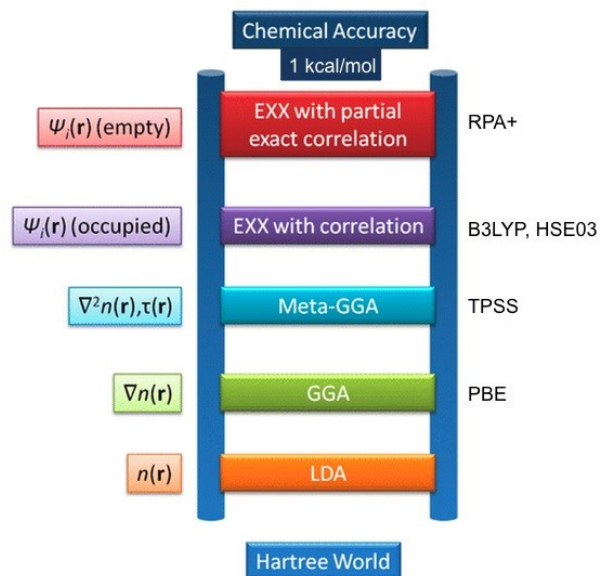 Chemical Accuracy
1 kcal/mol
Ψi(r) (empty)
EXX with partial
exact correlation
RPA+
Ψi(r) (occupied)
EXX with correlation
B3LYP, HSE03
∇²n(r),τ(r)
Meta-GGA
TPSS
∇n(r)
GGA
PBE
n(r)
LDA
Hartree World